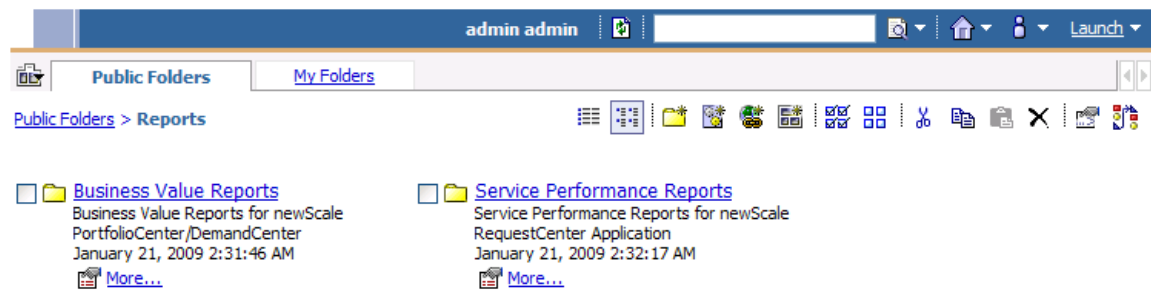 admin admin Launch
Public Folders My Folders
Public Folders > Reports
Business Value Reports
Business Value Reports for newScale
PortfolioCenter/DemandCenter
January 21, 2009 2:31:46 AM
More...
Service Performance Reports
Service Performance Reports for newScale
RequestCenter Application
January 21, 2009 2:32:17 AM
More...